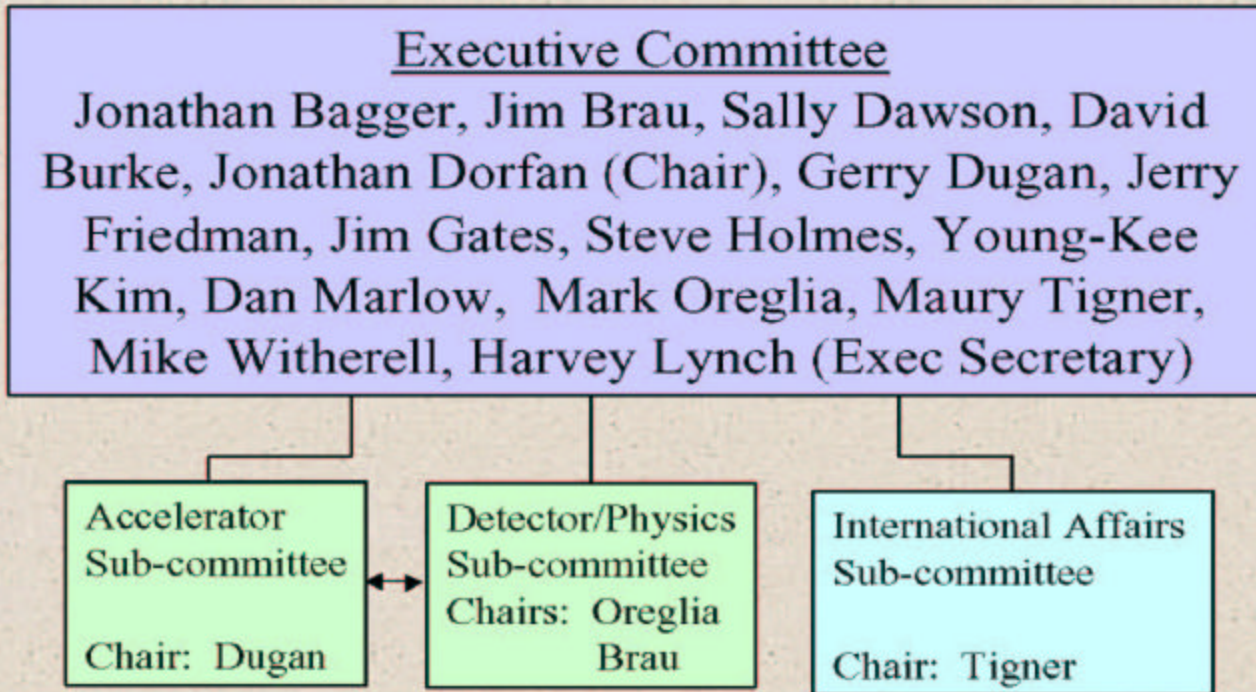 Executive Committee
Jonathan Bagger, Jim Brau, Sally Dawson, David
Burke, Jonathan Dorfan (Chair), Gerry Dugan, Jerry
Friedman, Jim Gates, Steve Holmes, Young-Kee
Kim, Dan Marlow, Mark Oreglia, Maury Tigner,
Mike Witherell, Harvey Lynch (Exec Secretary)
Accelerator
Sub-committee
Chair: Dugan
Detector/Physics
Sub-committee
Chairs: Oreglia
Brau
International Affairs
Sub-committee
Chair: Tigner